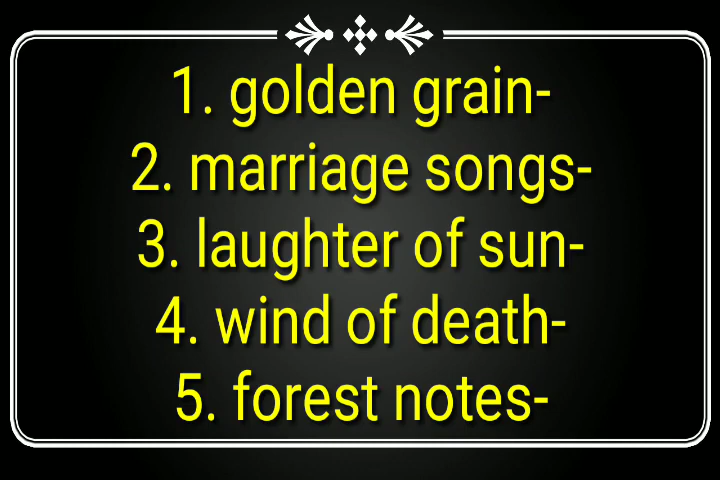 1. golden grain-
2. marriage songs-
3. laughter of sun-
4. wind of death-
5. forest notes-